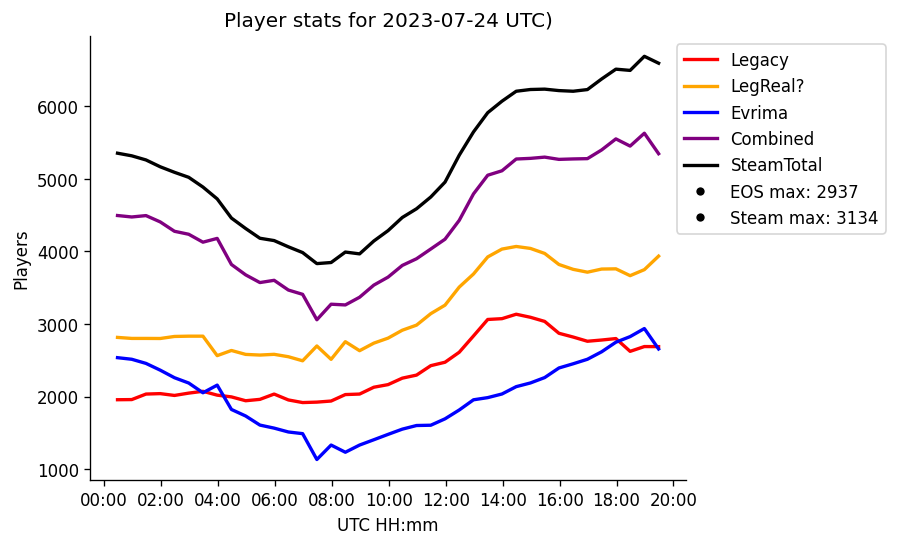 Player stats for 2023-07-24 UTC)
Legacy
LegReal?
Evrima
Combined
SteamTotal
EOS max: 2937
Steam max: 3134
Players
6000
5000
4000
3000
2000
1000
00:00 02:00 04:00 06:00 08:00 10:00 12:00 14:00 16:00 18:00 20:00
UTC HH:mm